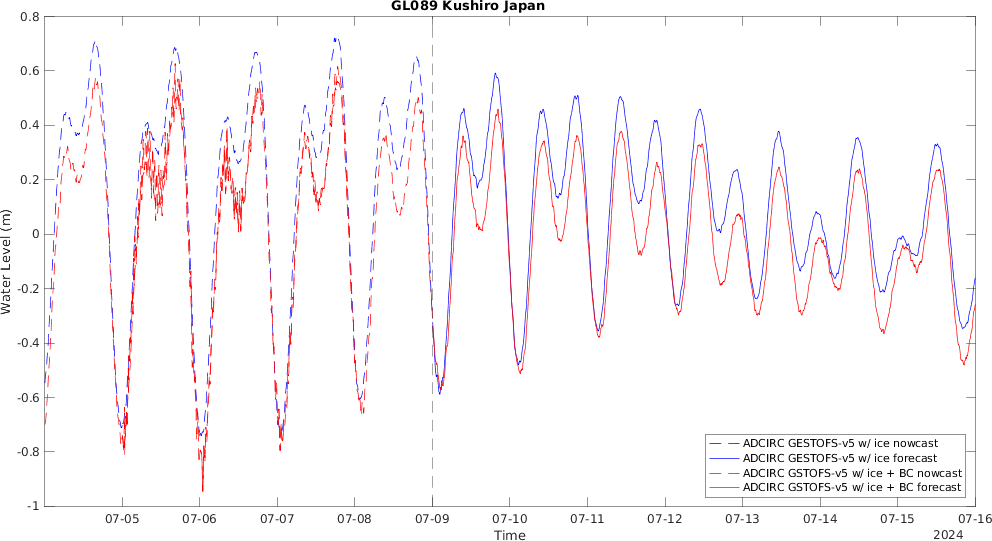 GL089 Kushiro Japan
0.8
0.6
0.4
0.2
0
-0.2
-0.4
-0.6
-0.8
-1
Water Level (m)
ADCIRC GESTOFS-v5 w/ ice nowcast
ADCIRC GESTOFS-v5 w/ ice forecast
ADCIRC GSTOFS-v5 w/ ice + BC nowcast
ADCIRC GSTOFS-v5 w/ ice + BC forecast
07-05 07-06 07-07 07-08 07-09 07-10 07-11 07-12 07-13 07-14 07-15 07-16
Time
2024